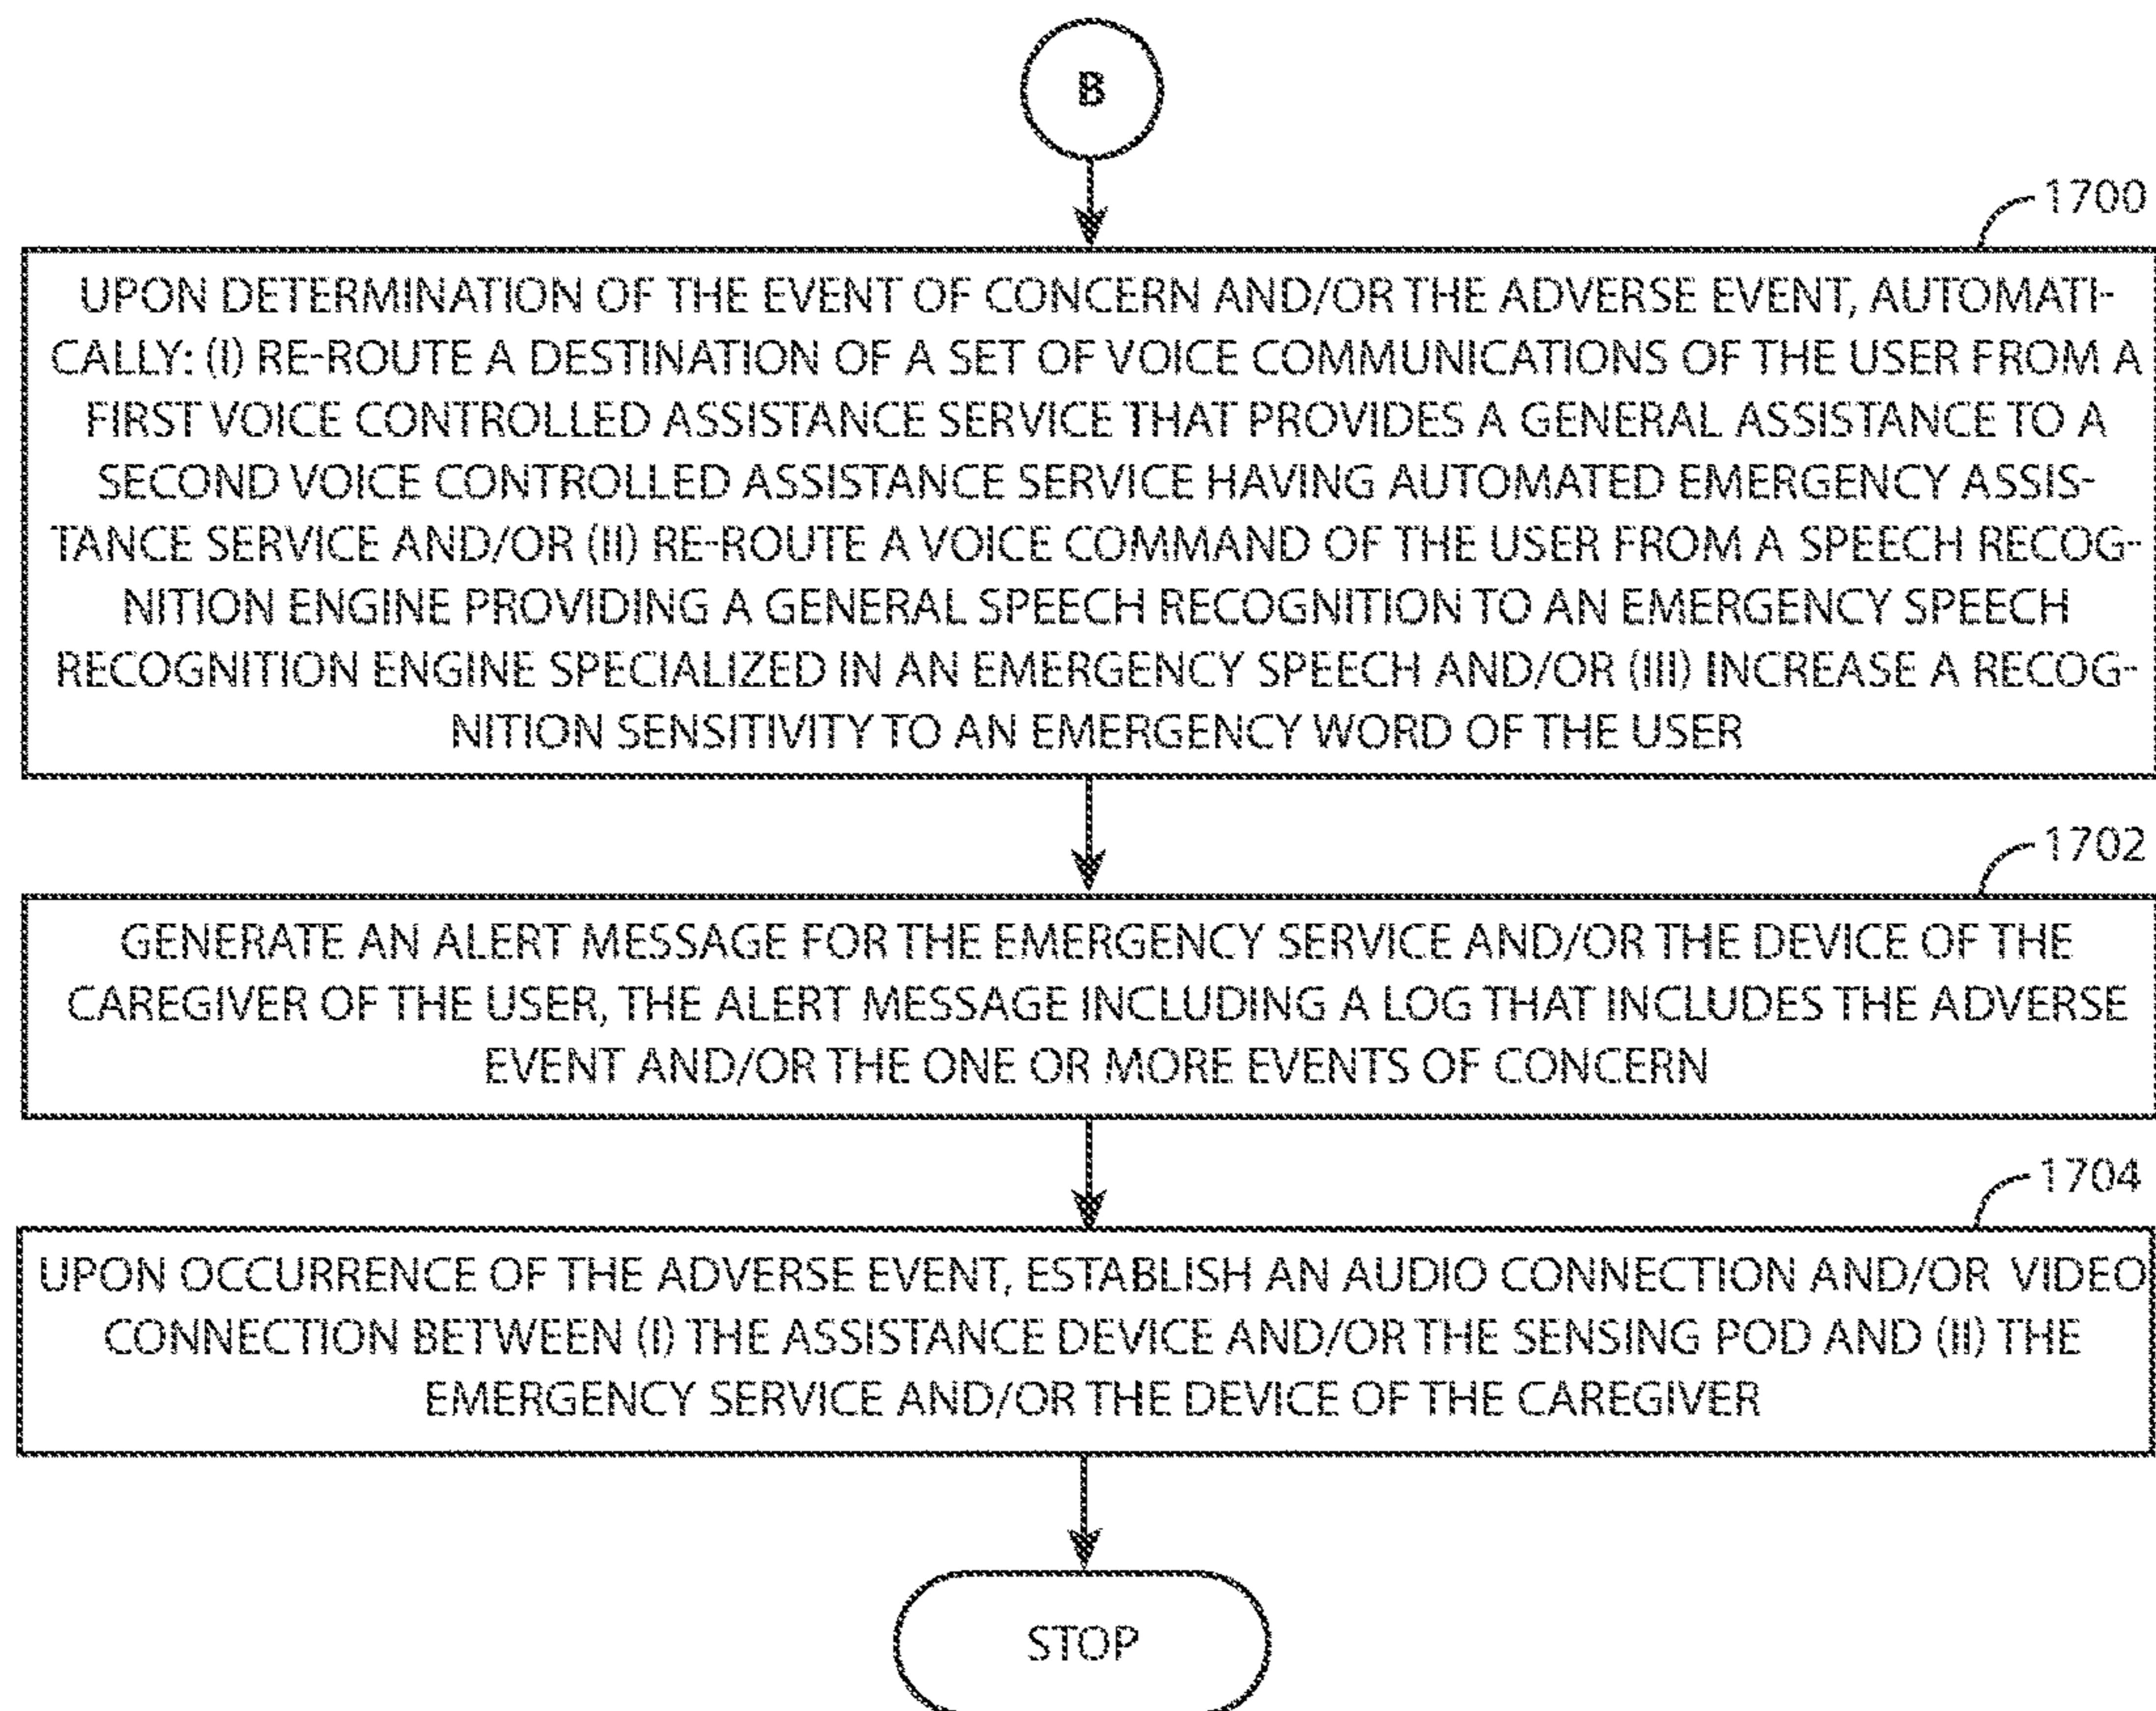 B
1700
UPON DETERMINATION OF THE EVENT OF CONCERN AND/OR THE ADVERSE EVENT, AUTOMATI-
CALLY: (I) RE-ROUTE A DESTINATION OF A SET OF VOICE COMMUNICATIONS OF THE USER FROM A
FIRST VOICE CONTROLLED ASSISTANCE SERVICE THAT PROVIDES A GENERAL ASSISTANCE TO A
SECOND VOICE CONTROLLED ASSISTANCE SERVICE HAVING AUTOMATED EMERGENCY ASSIS-
TANCE SERVICE AND/OR (II) RE-ROUTE A VOICE COMMAND OF THE USER FROM A SPEECH RECOG-
NITION ENGINE PROVIDING A GENERAL SPEECH RECOGNITION TO AN EMERGENCY SPEECH
RECOGNITION ENGINE SPECIALIZED IN AN EMERGENCY SPEECH AND/OR (III) INCREASE A RECOG-
NITION SENSITIVITY TO AN EMERGENCY WORD OF THE USER
1702
GENERATE AN ALERT MESSAGE FOR THE EMERGENCY SERVICE AND/OR THE DEVICE OF THE
CAREGIVER OF THE USER, THE ALERT MESSAGE INCLUDING A LOG THAT INCLUDES THE ADVERSE
EVENT AND/OR THE ONE OR MORE EVENTS OF CONCERN
1704
UPON OCCURRENCE OF THE ADVERSE EVENT, ESTABLISH AN AUDIO CONNECTION AND/OR VIDEO
CONNECTION BETWEEN (I) THE ASSISTANCE DEVICE AND/OR THE SENSING POD AND (II) THE
EMERGENCY SERVICE AND/OR THE DEVICE OF THE CAREGIVER
STOP